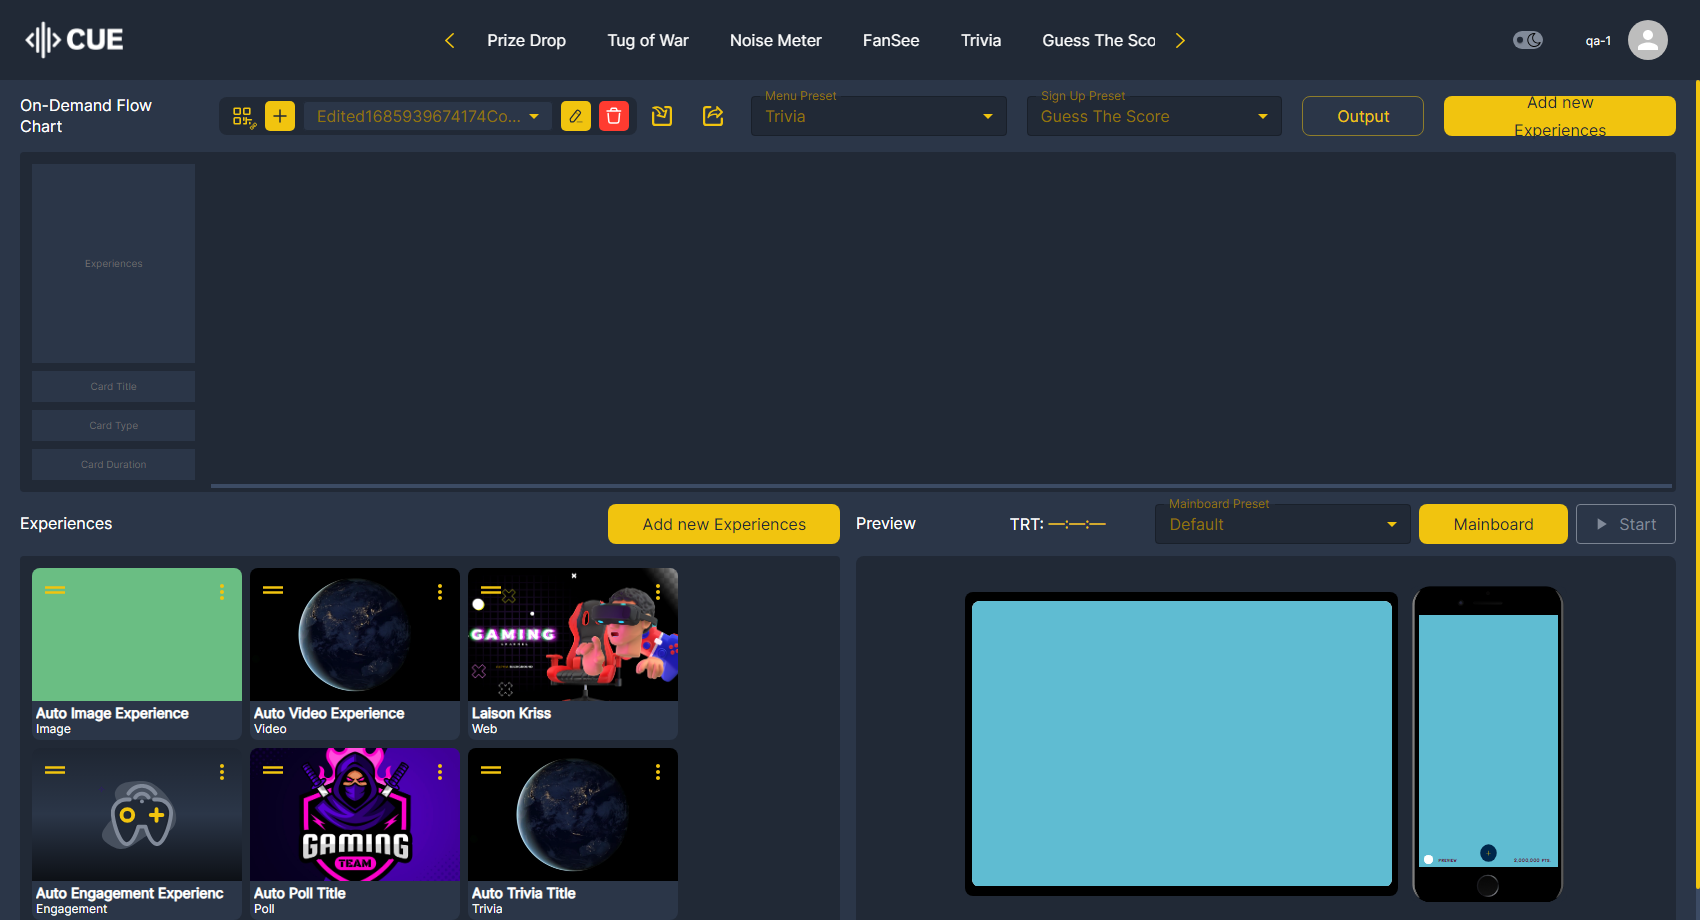 CUE
Prize Drop
Tug of War
Noise Meter
FanSee
Trivia
Guess The Sco
qa-1
On-Demand Flow
Chart
Edited1685939674174Co...
Menu Preset
Trivia
Sign Up Preset
Guess The Score
Output
Add new
Experiences
Experiences
Card Title
Card Type
Card Duration
Experiences
Add new Experiences
Preview
TRT: —:—:—
Mainboard Preset
Default
Mainboard
Start
GAMING
Auto Image Experience
Image
Auto Video Experience
Video
Laison Kriss
Web
GAMING
TEAM
Auto Engagement Experienc
Engagement
Auto Poll Title
Poll
Auto Trivia Title
Trivia
PREVIEW